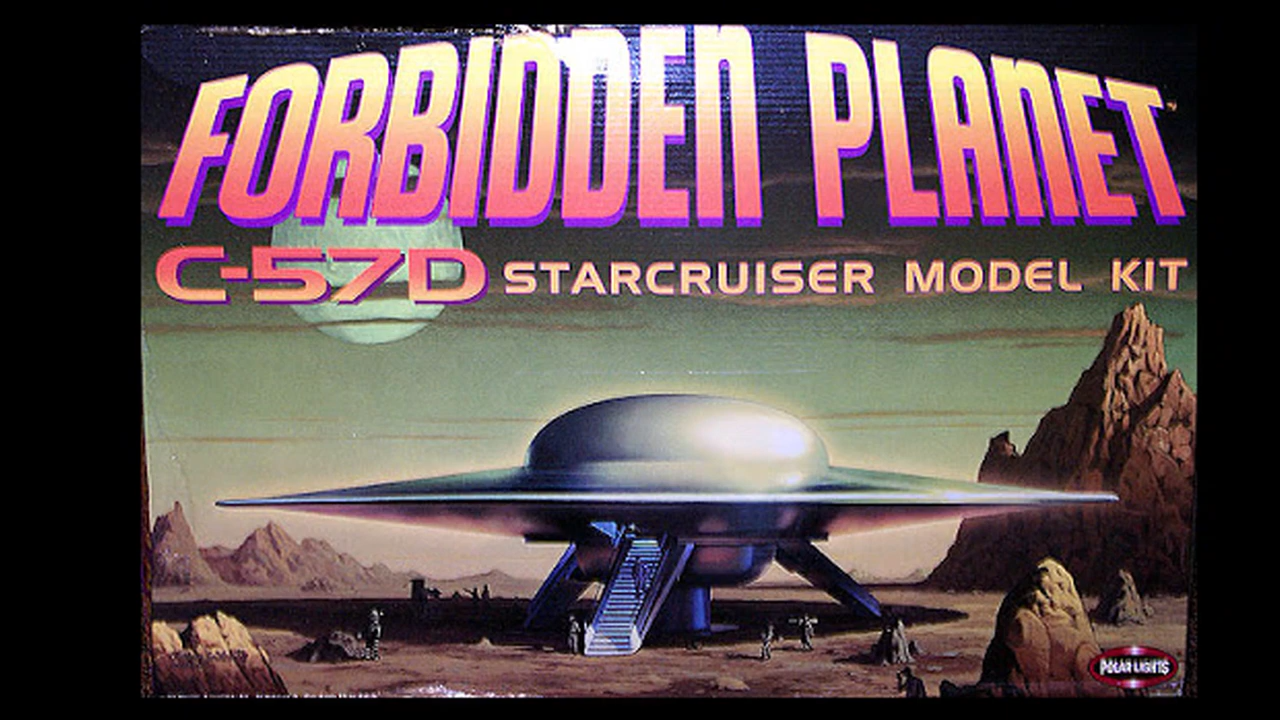 FORBIDDEN PLANET
C-57D STARCRUISER MODEL KIT
POLAR LIGHTS